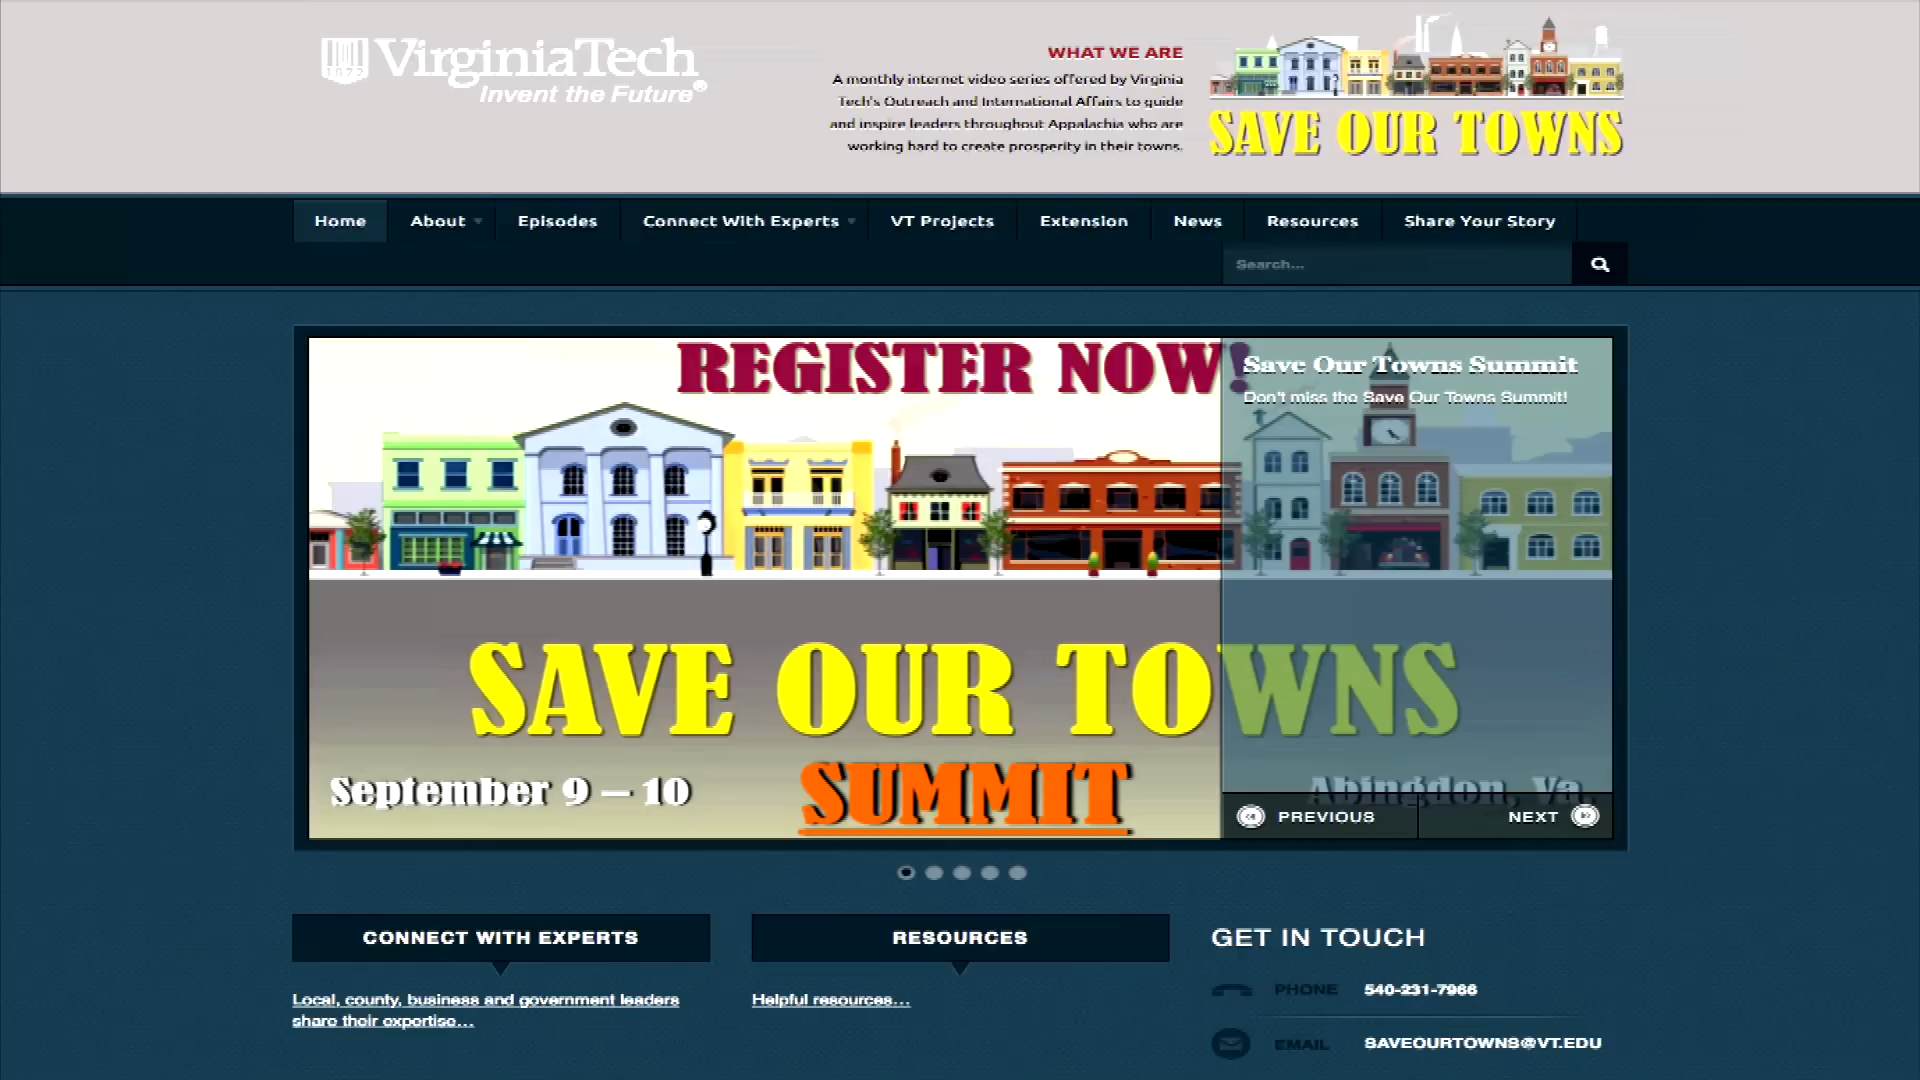 1872
VirginiaTech
Invent the Future®
WHAT WE ARE
A monthly internet video series offered by Virginia
Tech's Outreach and International Affairs to guide
and inspire leaders throughout Appalachia who are
working hard to create prosperity in their towns.
SAVE OUR TOWNS
Home
About
Episodes
Connect With Experts
VT Projects
Extension
News
Resources
Share Your Story
Search...
REGISTER NOW!
Save Our Towns Summit
Don't miss the Save Our Towns Summit!
SAVE OUR TOWNS
September 9 – 10
SUMMIT
Abingdon, Va.
PREVIOUS
NEXT
CONNECT WITH EXPERTS
Local, county, business and government leaders
share their expertise...
RESOURCES
Helpful resources...
GET IN TOUCH
PHONE 540-231-7966
EMAIL SAVEOURTOWNS@VT.EDU